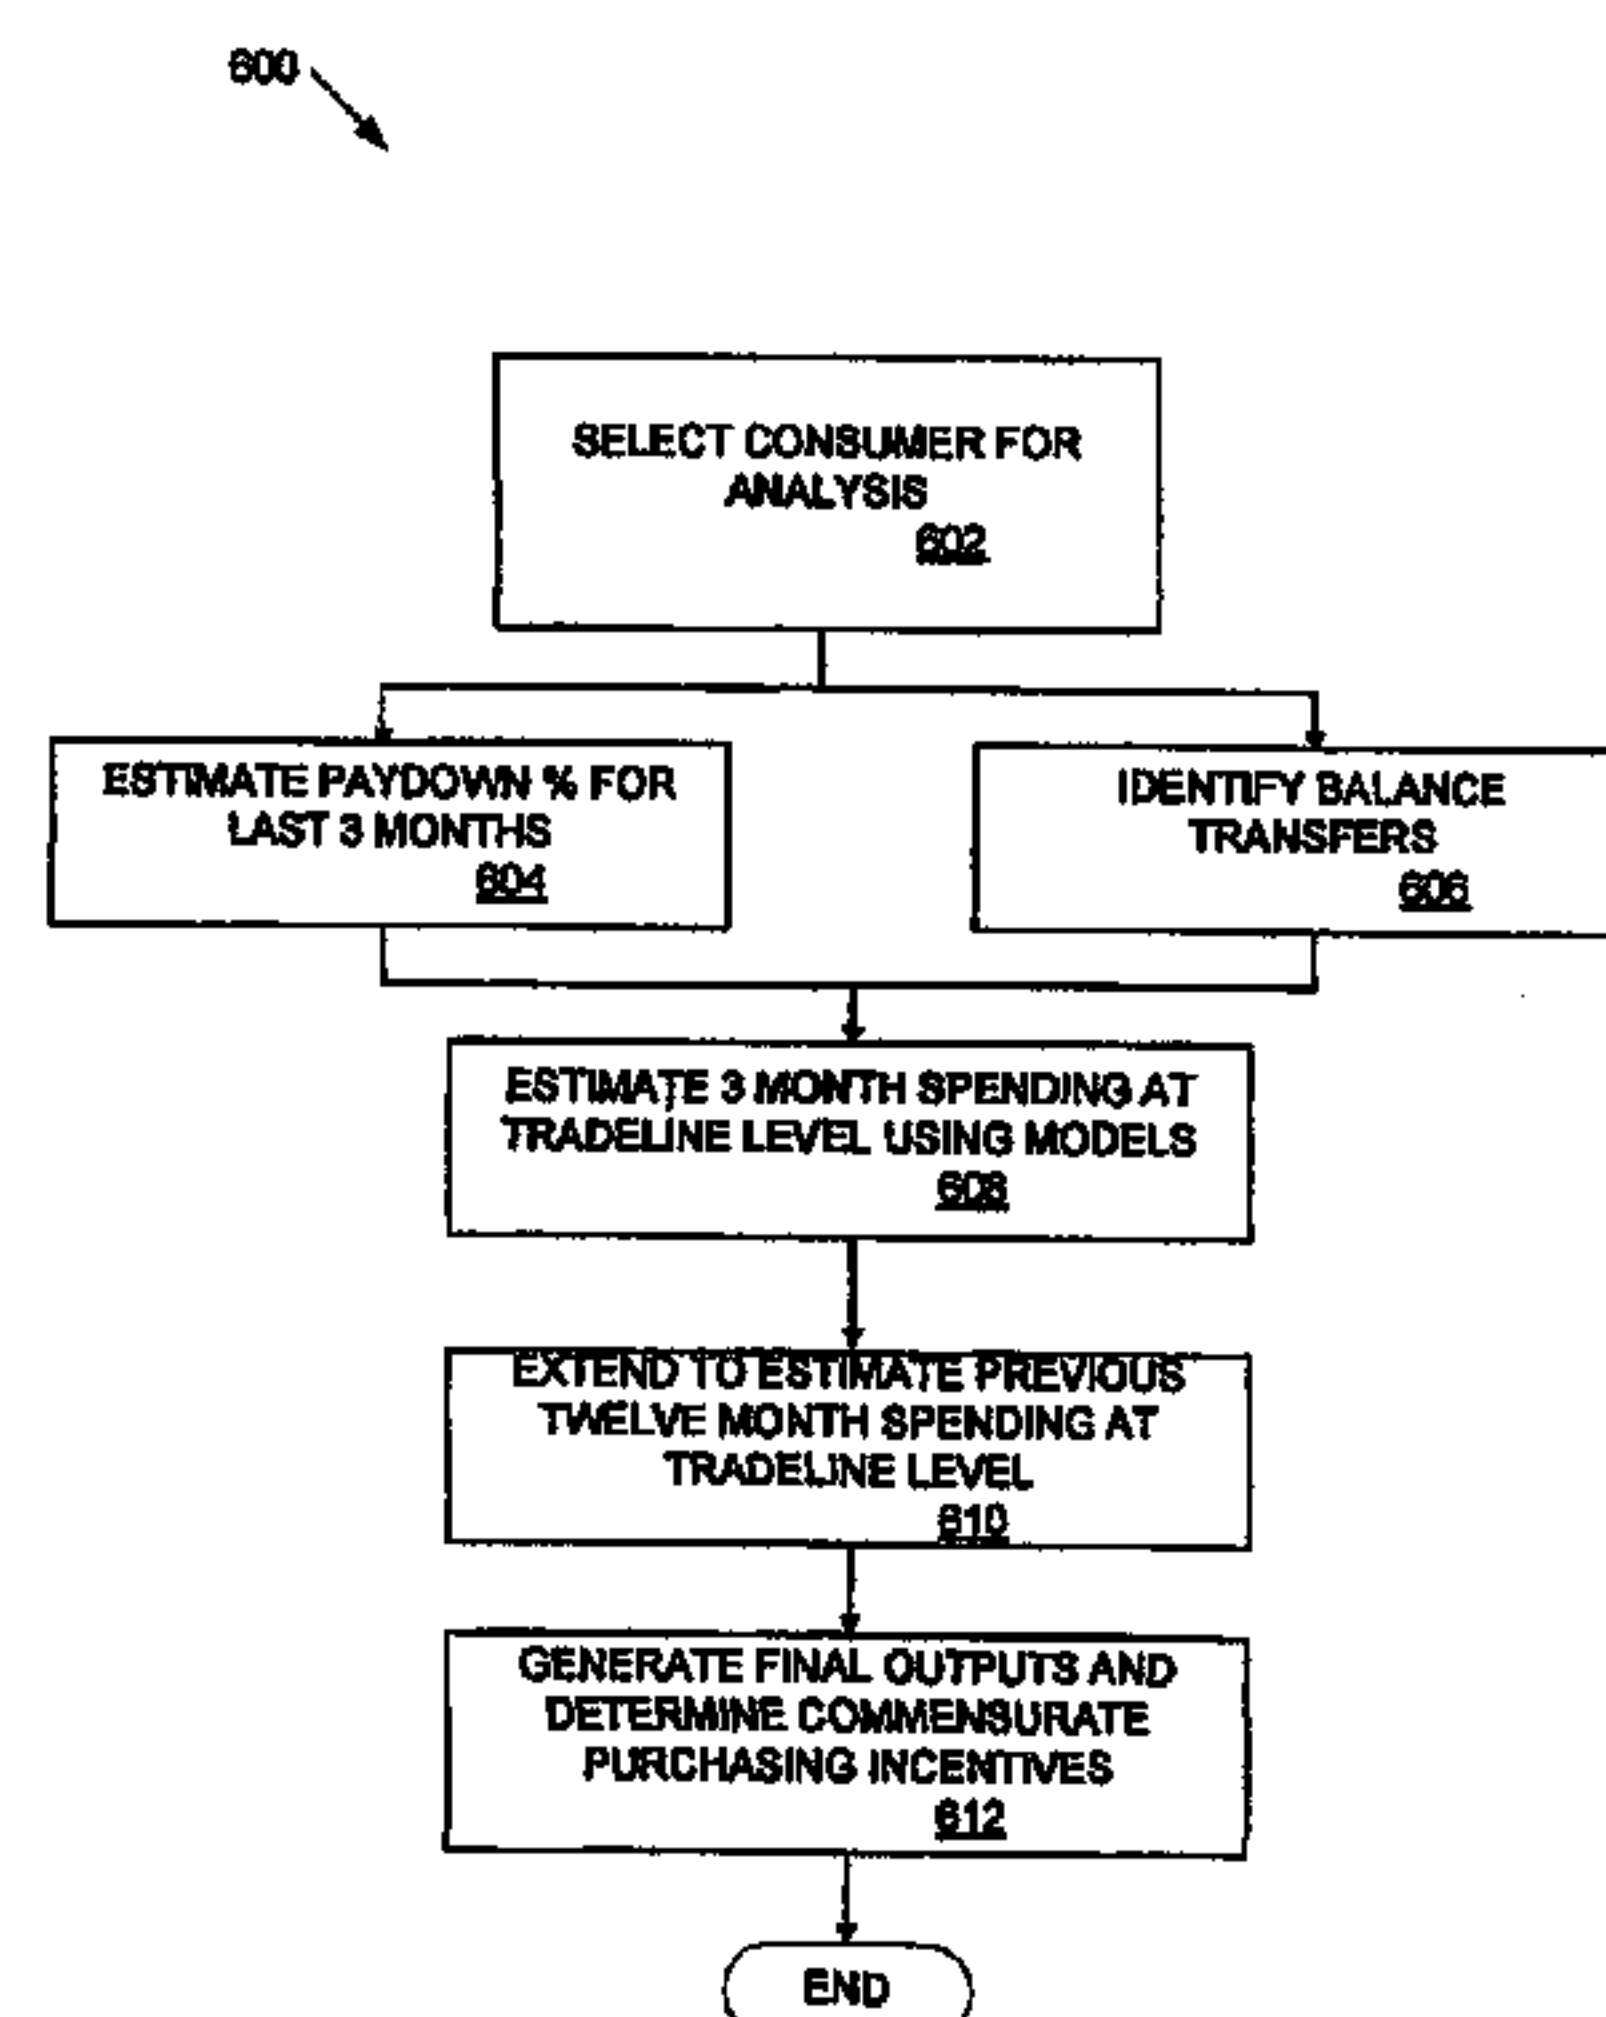 600
SELECT CONSUMER FOR
ANALYSIS
602
ESTIMATE PAYDOWN % FOR
LAST 3 MONTHS
604
IDENTIFY BALANCE
TRANSFERS
606
ESTIMATE 3 MONTH SPENDING AT
TRADELINE LEVEL USING MODELS
608
EXTEND TO ESTIMATE PREVIOUS
TWELVE MONTH SPENDING AT
TRADELINE LEVEL
610
GENERATE FINAL OUTPUTS AND
DETERMINE COMMENSURATE
PURCHASING INCENTIVES
612
END